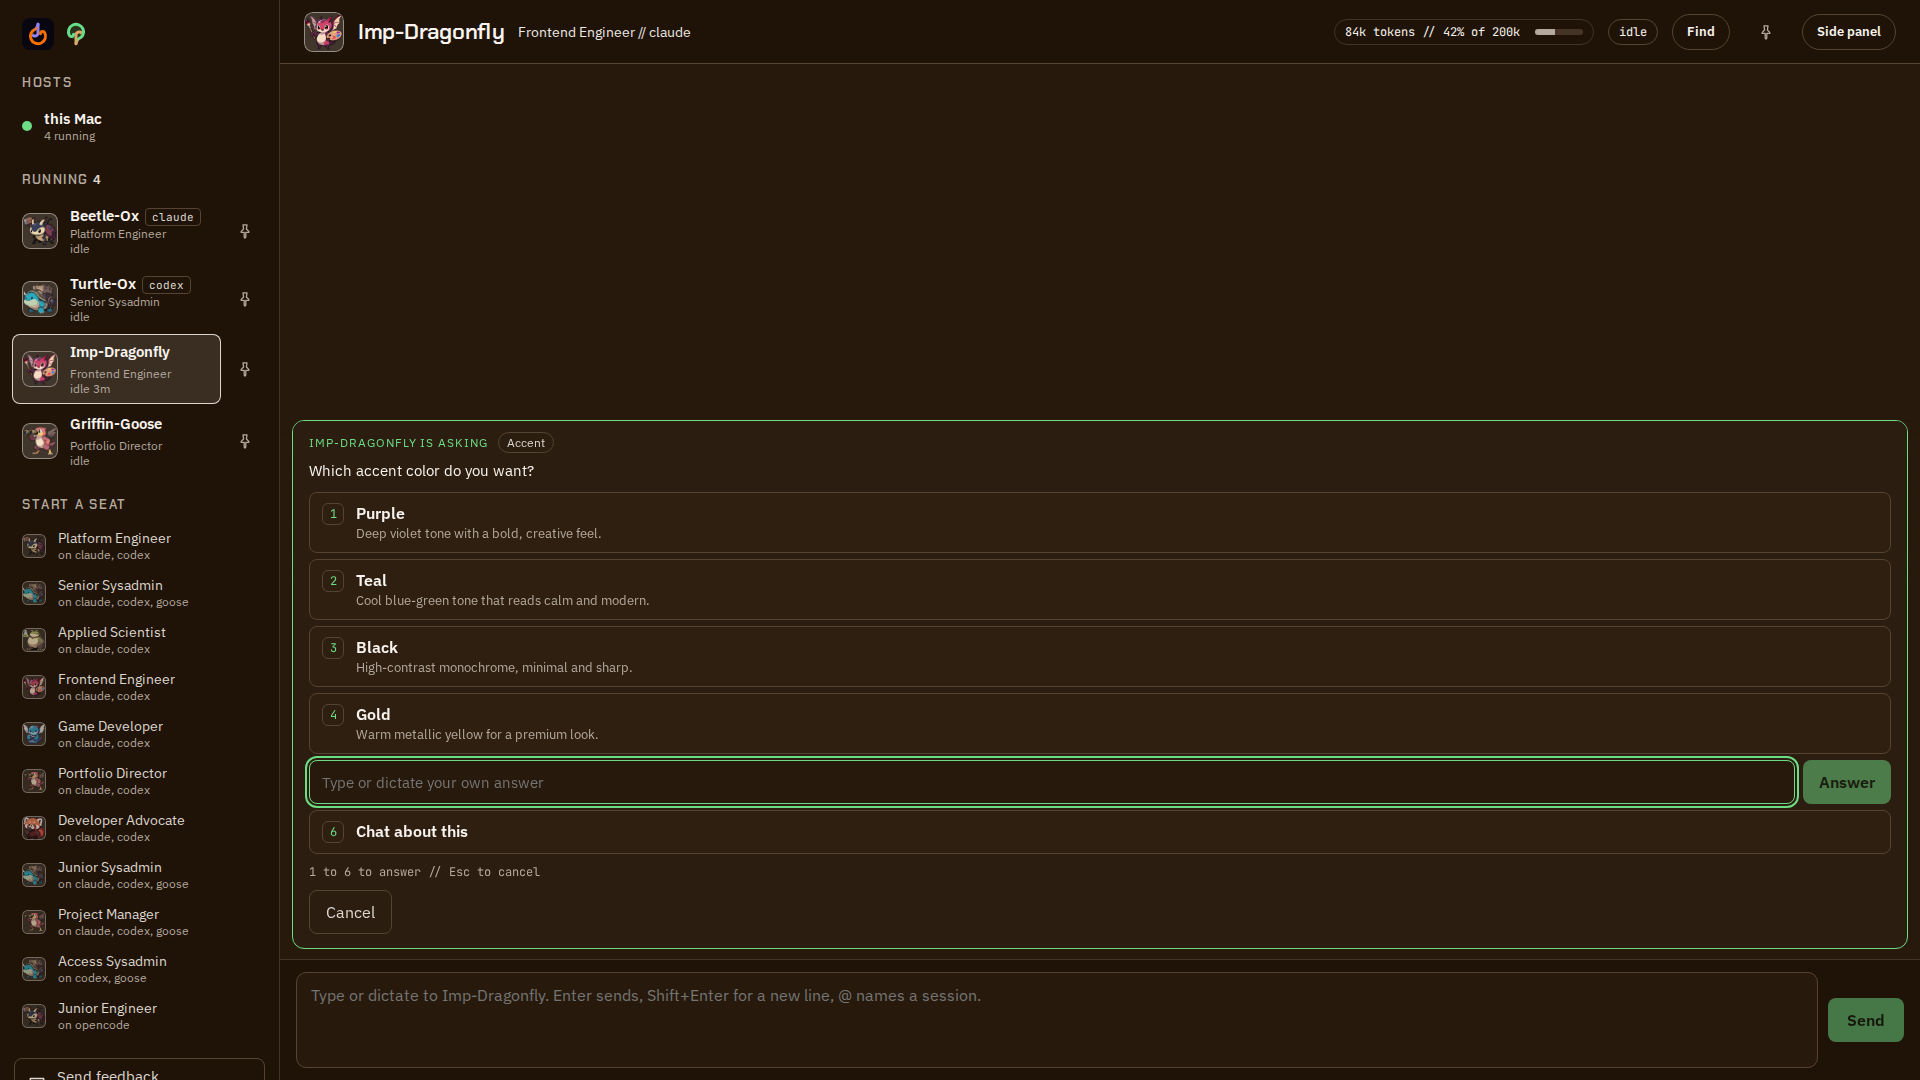 HOSTS
this Mac
4 running
RUNNING 4
Beetle-Ox claude
Platform Engineer
idle
Turtle-Ox codex
Senior Sysadmin
idle
Imp-Dragonfly
Frontend Engineer
idle 3m
Griffin-Goose
Portfolio Director
idle
START A SEAT
Platform Engineer
on claude, codex
Senior Sysadmin
on claude, codex, goose
Applied Scientist
on claude, codex
Frontend Engineer
on claude, codex
Game Developer
on claude, codex
Portfolio Director
on claude, codex
Developer Advocate
on claude, codex
Junior Sysadmin
on claude, codex, goose
Project Manager
on claude, codex, goose
Access Sysadmin
on codex, goose
Junior Engineer
on opencode
Send feedback
Imp-Dragonfly Frontend Engineer // claude
84k tokens // 42% of 200k
idle
Find
Side panel
IMP-DRAGONFLY IS ASKING Accent
Which accent color do you want?
1 Purple
Deep violet tone with a bold, creative feel.
2 Teal
Cool blue-green tone that reads calm and modern.
3 Black
High-contrast monochrome, minimal and sharp.
4 Gold
Warm metallic yellow for a premium look.
Type or dictate your own answer
Answer
6 Chat about this
1 to 6 to answer // Esc to cancel
Cancel
Type or dictate to Imp-Dragonfly. Enter sends, Shift+Enter for a new line, @ names a session.
Send